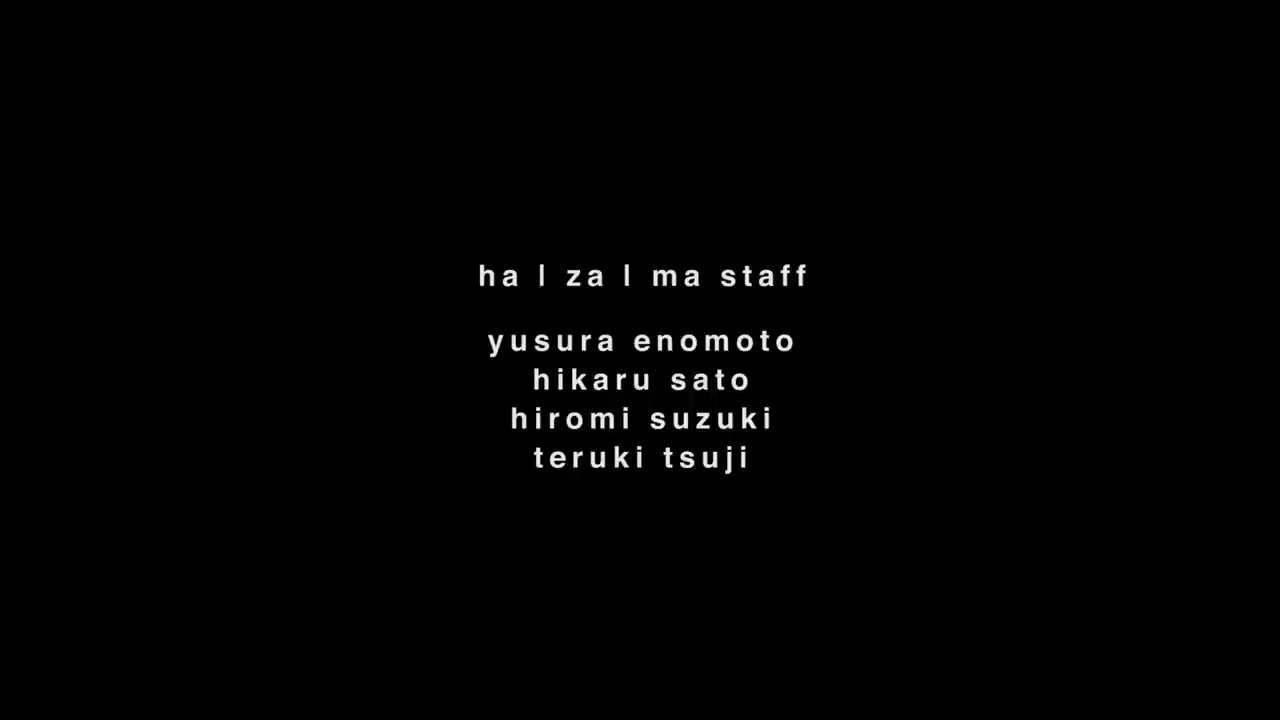 ha | za | ma staff
yusura enomoto
hikaru sato
hiromi suzuki
teruki tsuji